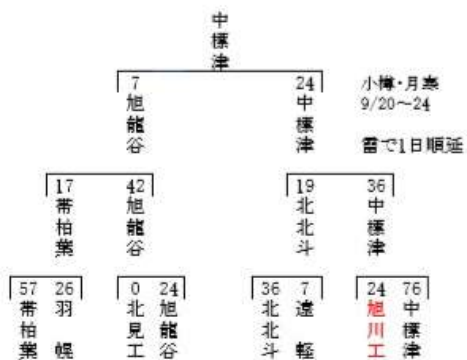 中標津
7 24
旭龍谷 中標津
小樽・月寒
9/20～24
雷で1日順延
17 42 19 36
帯柏葉 旭龍谷 北北斗 中標津
57 26 0 24 36 7 24 76
帯柏葉 羽幌 北見工 旭龍谷 北北斗 遠軽 旭川工 中標津